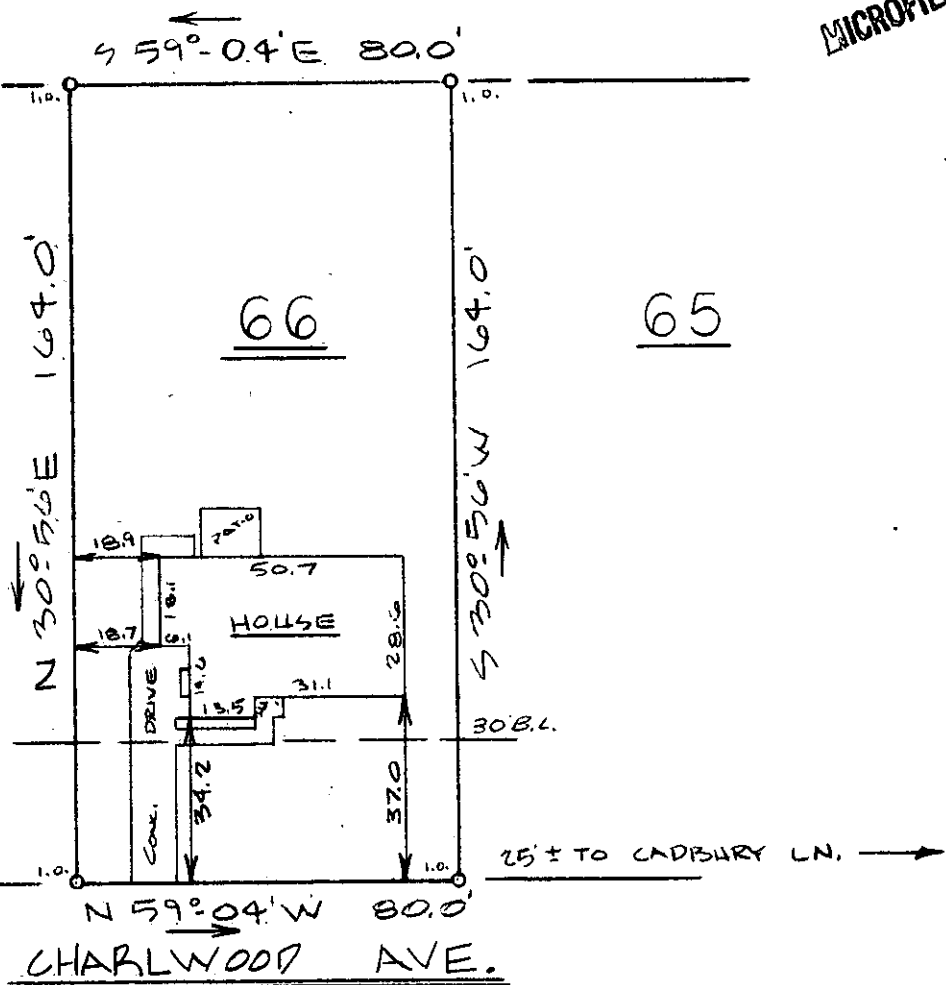 MICROFIL
S 59°-04'E 80.0'
I.O.
I.O.
N 30°-56'E 164.0'
66
S 30°-56'W 164.0'
65
18.9
50.7
18.1
HOUSE
28.6
18.7
6.1
31.1
13.5
DRIVE
CONC.
30' B.L.
34.2
37.0
I.O.
I.O.
25'± TO CADBURY LN.
N 59°-04'W 80.0'
CHARLWOOD AVE.